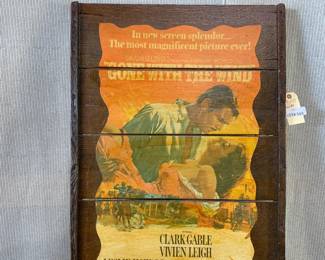 In new screen splendor...
The most magnificent picture ever!
"GONE WITH THE WIND
CLARK GABLE
VIVIEN LEIGH